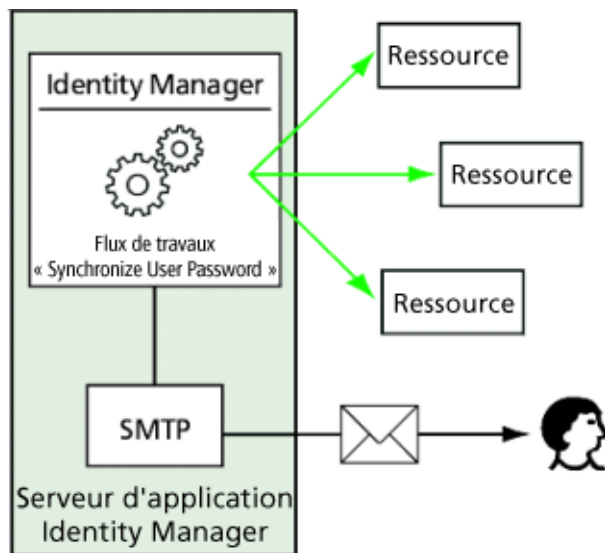 Identity Manager
Flux de travaux
« Synchronize User Password »
Ressource
Ressource
Ressource
SMTP
Serveur d'application
Identity Manager